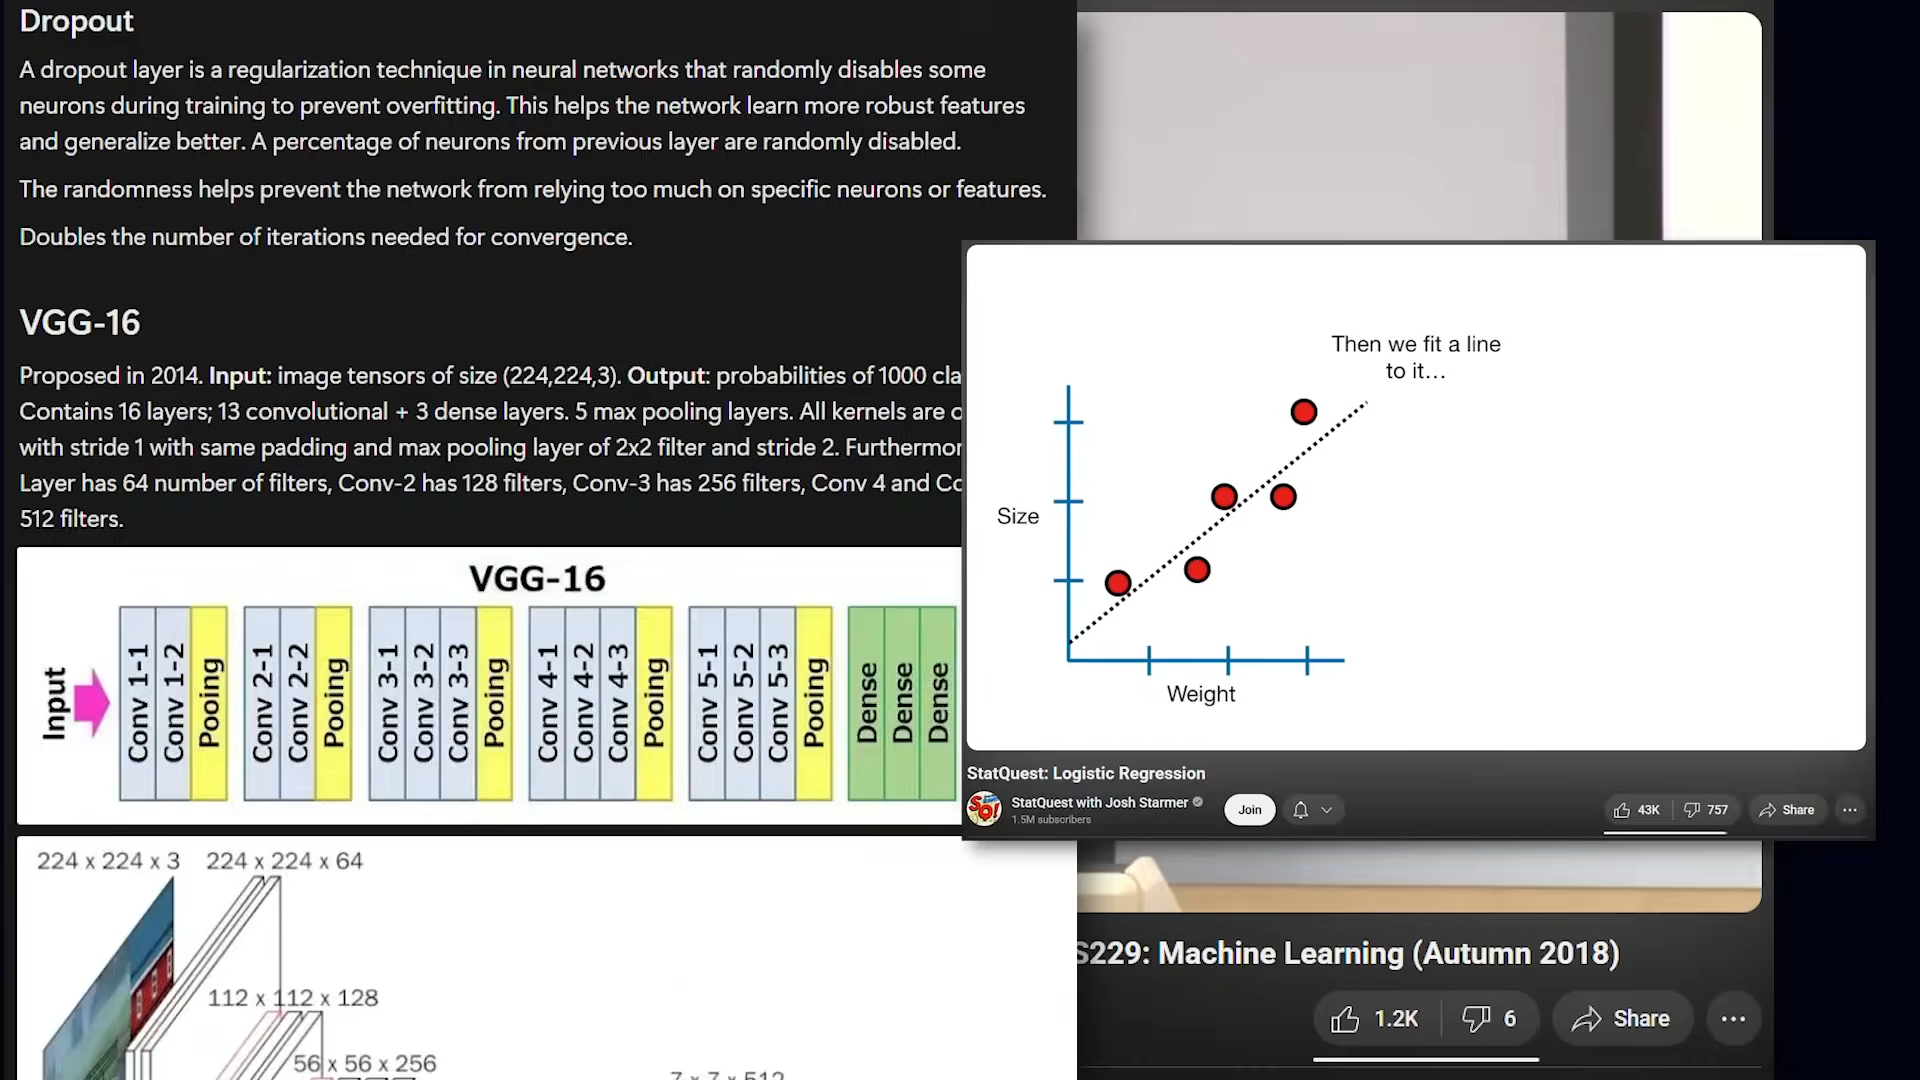 Dropout
A dropout layer is a regularization technique in neural networks that randomly disables some
neurons during training to prevent overfitting. This helps the network learn more robust features
and generalize better. A percentage of neurons from previous layer are randomly disabled.
The randomness helps prevent the network from relying too much on specific neurons or features.
Doubles the number of iterations needed for convergence.
VGG-16
Proposed in 2014. Input: image tensors of size (224,224,3). Output: probabilities of 1000 cla
Contains 16 layers; 13 convolutional + 3 dense layers. 5 max pooling layers. All kernels are o
with stride 1 with same padding and max pooling layer of 2x2 filter and stride 2. Furthermor
Layer has 64 number of filters, Conv-2 has 128 filters, Conv-3 has 256 filters, Conv 4 and Co
512 filters.
VGG-16
Input
Conv 1-1
Conv 1-2
Pooing
Conv 2-1
Conv 2-2
Pooing
Conv 3-1
Conv 3-2
Conv 3-3
Pooing
Conv 4-1
Conv 4-2
Conv 4-3
Pooing
Conv 5-1
Conv 5-2
Conv 5-3
Pooing
Dense
Dense
Dense
224 x 224 x 3
224 x 224 x 64
112 x 112 x 128
56 x 56 x 256
7 x 7 x 512
Then we fit a line
to it...
Size
Weight
StatQuest: Logistic Regression
SQ!
StatQuest with Josh Starmer
1.5M subscribers
Join
43K
757
Share
S229: Machine Learning (Autumn 2018)
1.2K
6
Share